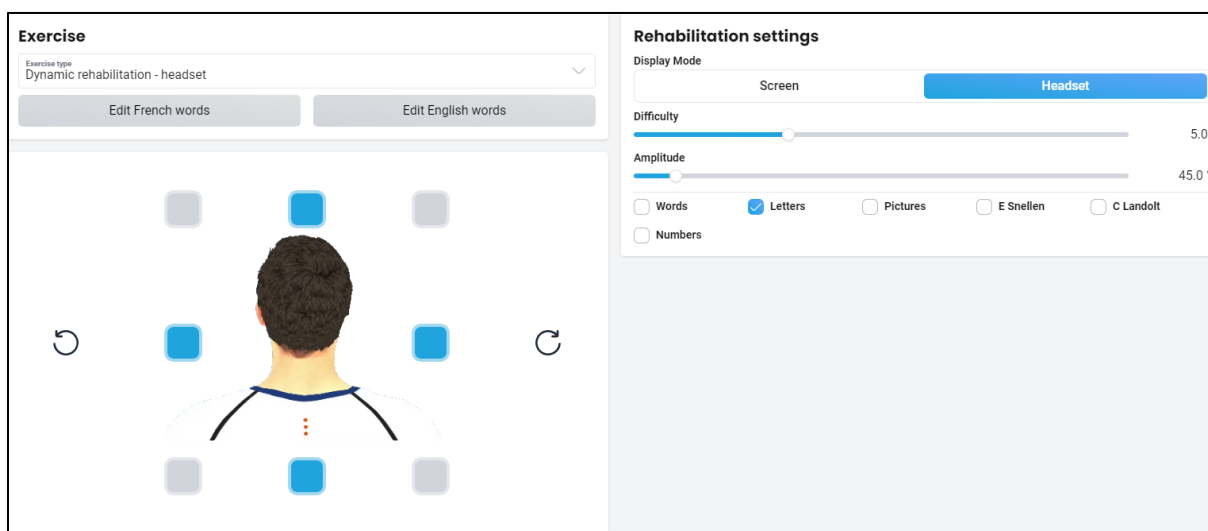 Exercise
Exercise type
Dynamic rehabilitation - headset
Edit French words
Edit English words
Rehabilitation settings
Display Mode
Screen
Headset
Difficulty
5.0
Amplitude
45.0 °
Words
Letters
Pictures
E Snellen
C Landolt
Numbers